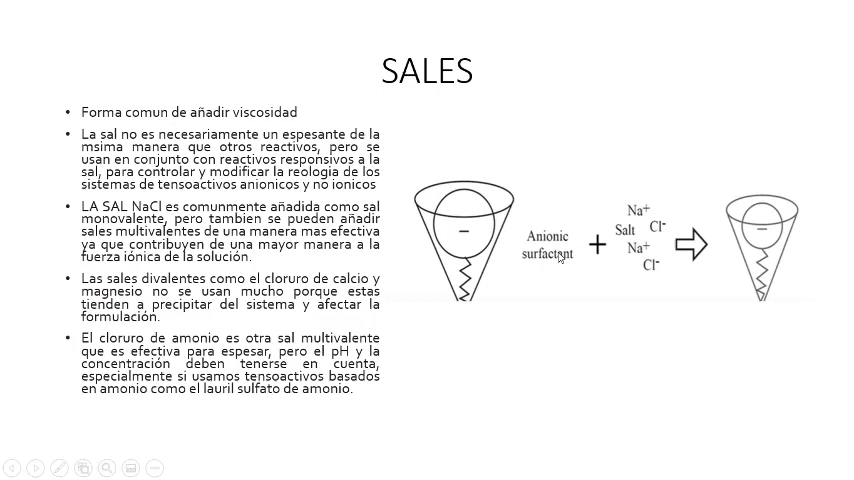 SALES
• Forma comun de añadir viscosidad
• La sal no es necesariamente un espesante de la
msima manera que otros reactivos, pero se
usan en conjunto con reactivos responsivos a la
sal, para controlar y modificar la reologia de los
sistemas de tensoactivos anionicos y no ionicos
• LA SAL NaCl es comunmente añadida como sal
monovalente, pero tambien se pueden añadir
sales multivalentes de una manera mas efectiva
ya que contribuyen de una mayor manera a la
fuerza iónica de la solución.
• Las sales divalentes como el cloruro de calcio y
magnesio no se usan mucho porque estas
tienden a precipitar del sistema y afectar la
formulación.
• El cloruro de amonio es otra sal multivalente
que es efectiva para espesar, pero el pH y la
concentración deben tenerse en cuenta,
especialmente si usamos tensoactivos basados
en amonio como el lauril sulfato de amonio.
−
Anionic
surfactant
+
Na+
Salt Cl-
Na+
Cl-
−